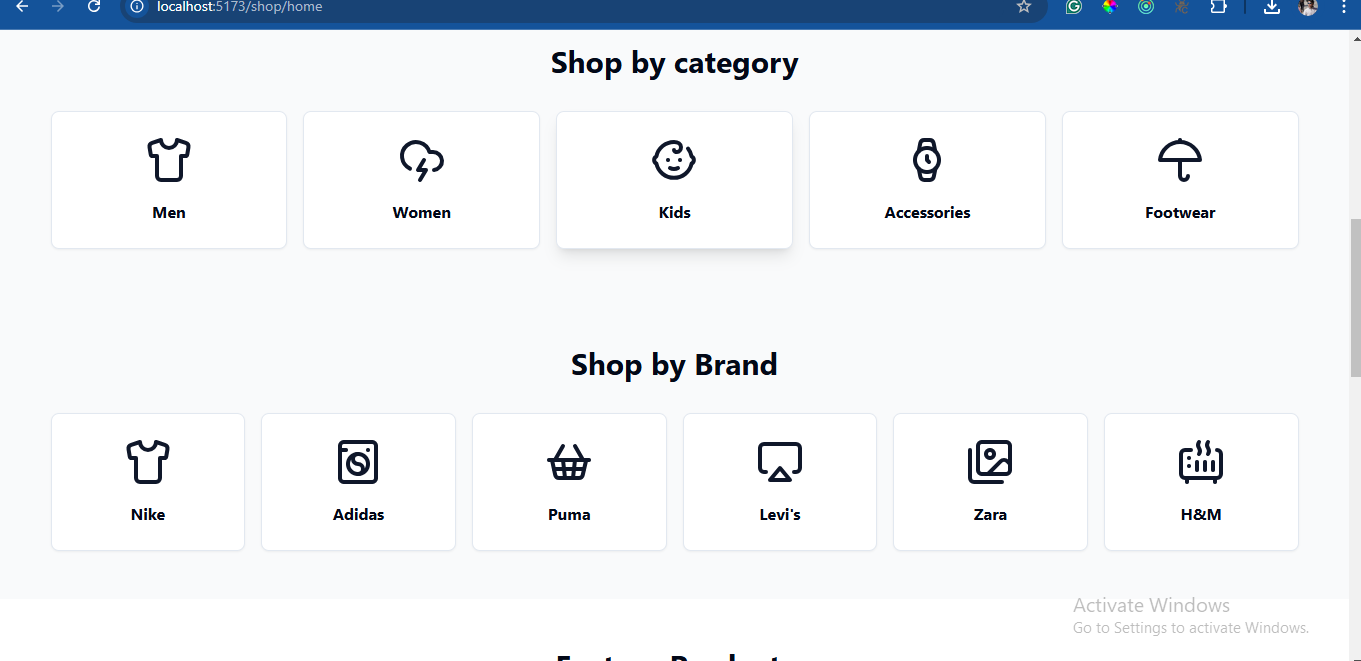 localhost:5173/shop/home
Shop by category
Men
Women
Kids
Accessories
Footwear
Shop by Brand
Nike
Adidas
Puma
Levi's
Zara
H&M
Activate Windows
Go to Settings to activate Windows.